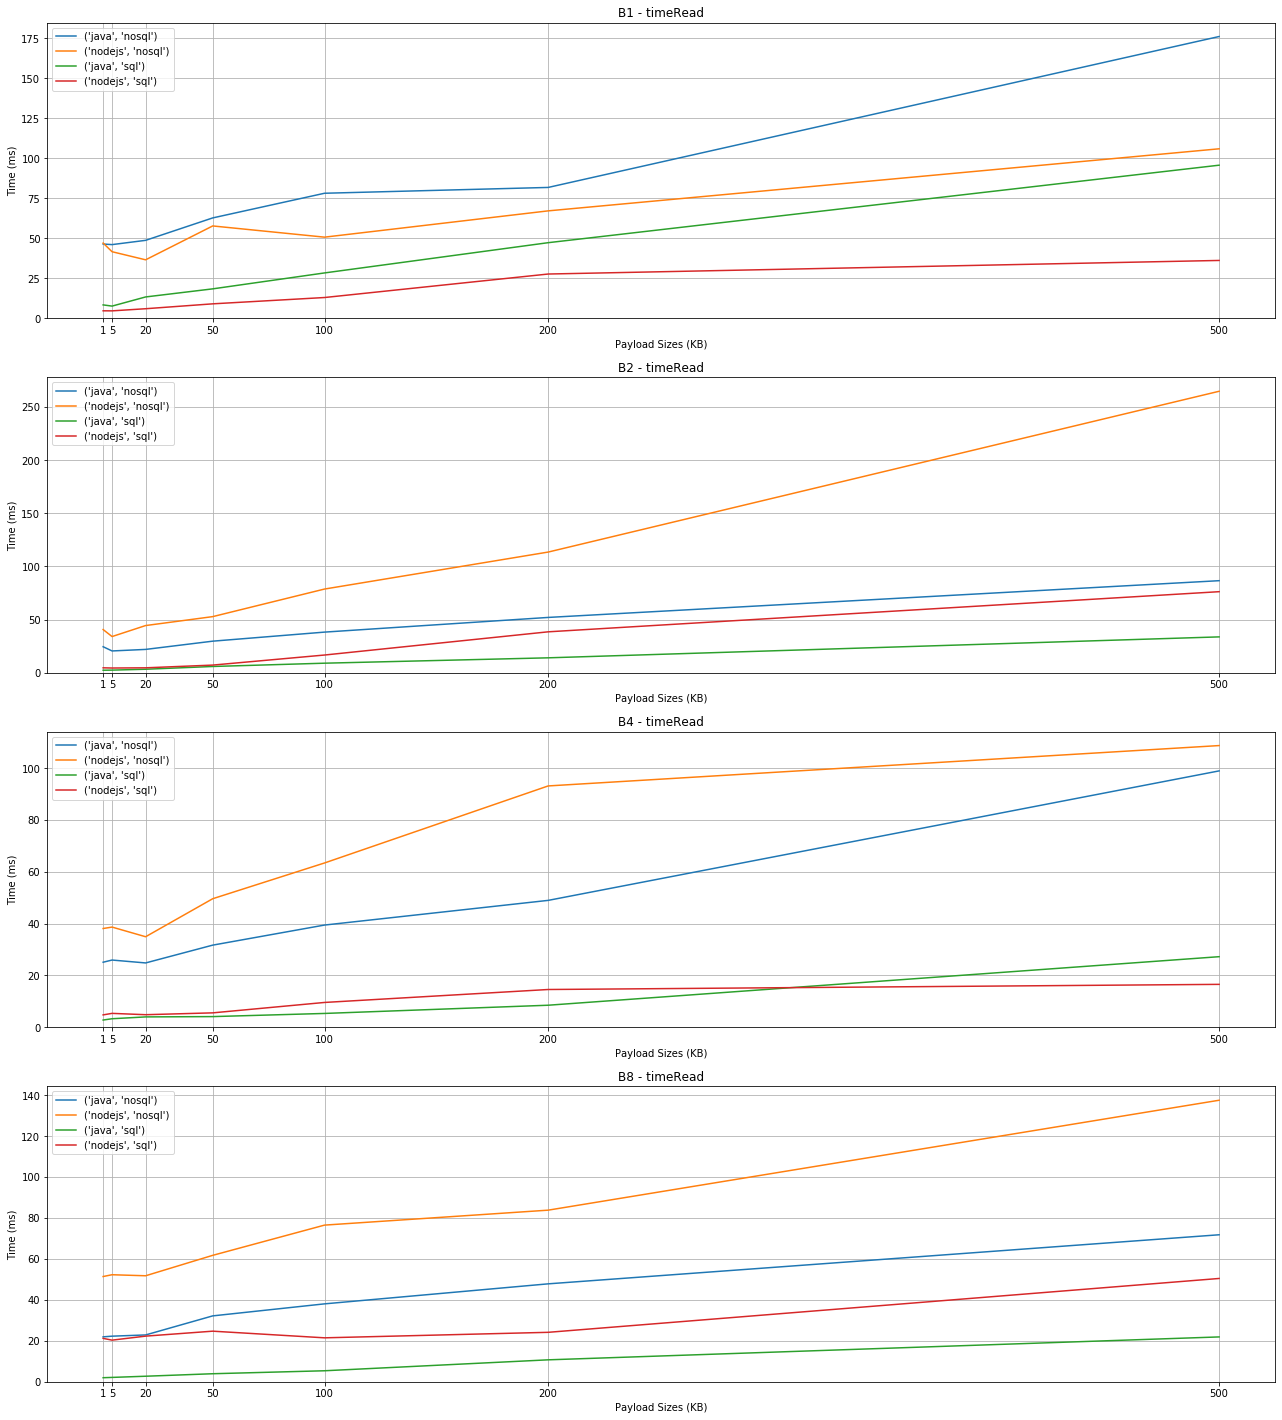 B1 - timeRead
('java', 'nosql')
('nodejs', 'nosql')
('java', 'sql')
('nodejs', 'sql')
175
150
125
100
75
50
25
0
Time (ms)
1 5 20 50 100 200 500
Payload Sizes (KB)
B2 - timeRead
('java', 'nosql')
('nodejs', 'nosql')
('java', 'sql')
('nodejs', 'sql')
250
200
150
100
50
0
Time (ms)
1 5 20 50 100 200 500
Payload Sizes (KB)
B4 - timeRead
('java', 'nosql')
('nodejs', 'nosql')
('java', 'sql')
('nodejs', 'sql')
100
80
60
40
20
0
Time (ms)
1 5 20 50 100 200 500
Payload Sizes (KB)
B8 - timeRead
('java', 'nosql')
('nodejs', 'nosql')
('java', 'sql')
('nodejs', 'sql')
140
120
100
80
60
40
20
0
Time (ms)
1 5 20 50 100 200 500
Payload Sizes (KB)